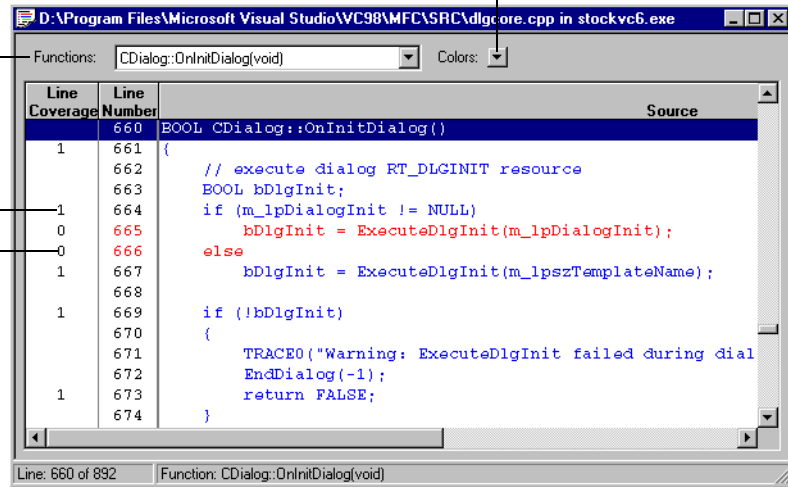 D:\Program Files\Microsoft Visual Studio\VC98\MFC\SRC\dlgcore.cpp in stockvc6.exe
Functions: CDialog::OnInitDialog(void) Colors:
Line Coverage Line Number Source
660 BOOL CDialog::OnInitDialog()
1 661 {
662 // execute dialog RT_DLGINIT resource
663 BOOL bDlgInit;
1 664 if (m_lpDialogInit != NULL)
0 665 bDlgInit = ExecuteDlgInit(m_lpDialogInit);
0 666 else
1 667 bDlgInit = ExecuteDlgInit(m_lpszTemplateName);
668
1 669 if (!bDlgInit)
670 {
671 TRACE0("Warning: ExecuteDlgInit failed during dial
672 EndDialog(-1);
1 673 return FALSE;
674 }
Line: 660 of 892 Function: CDialog::OnInitDialog(void)